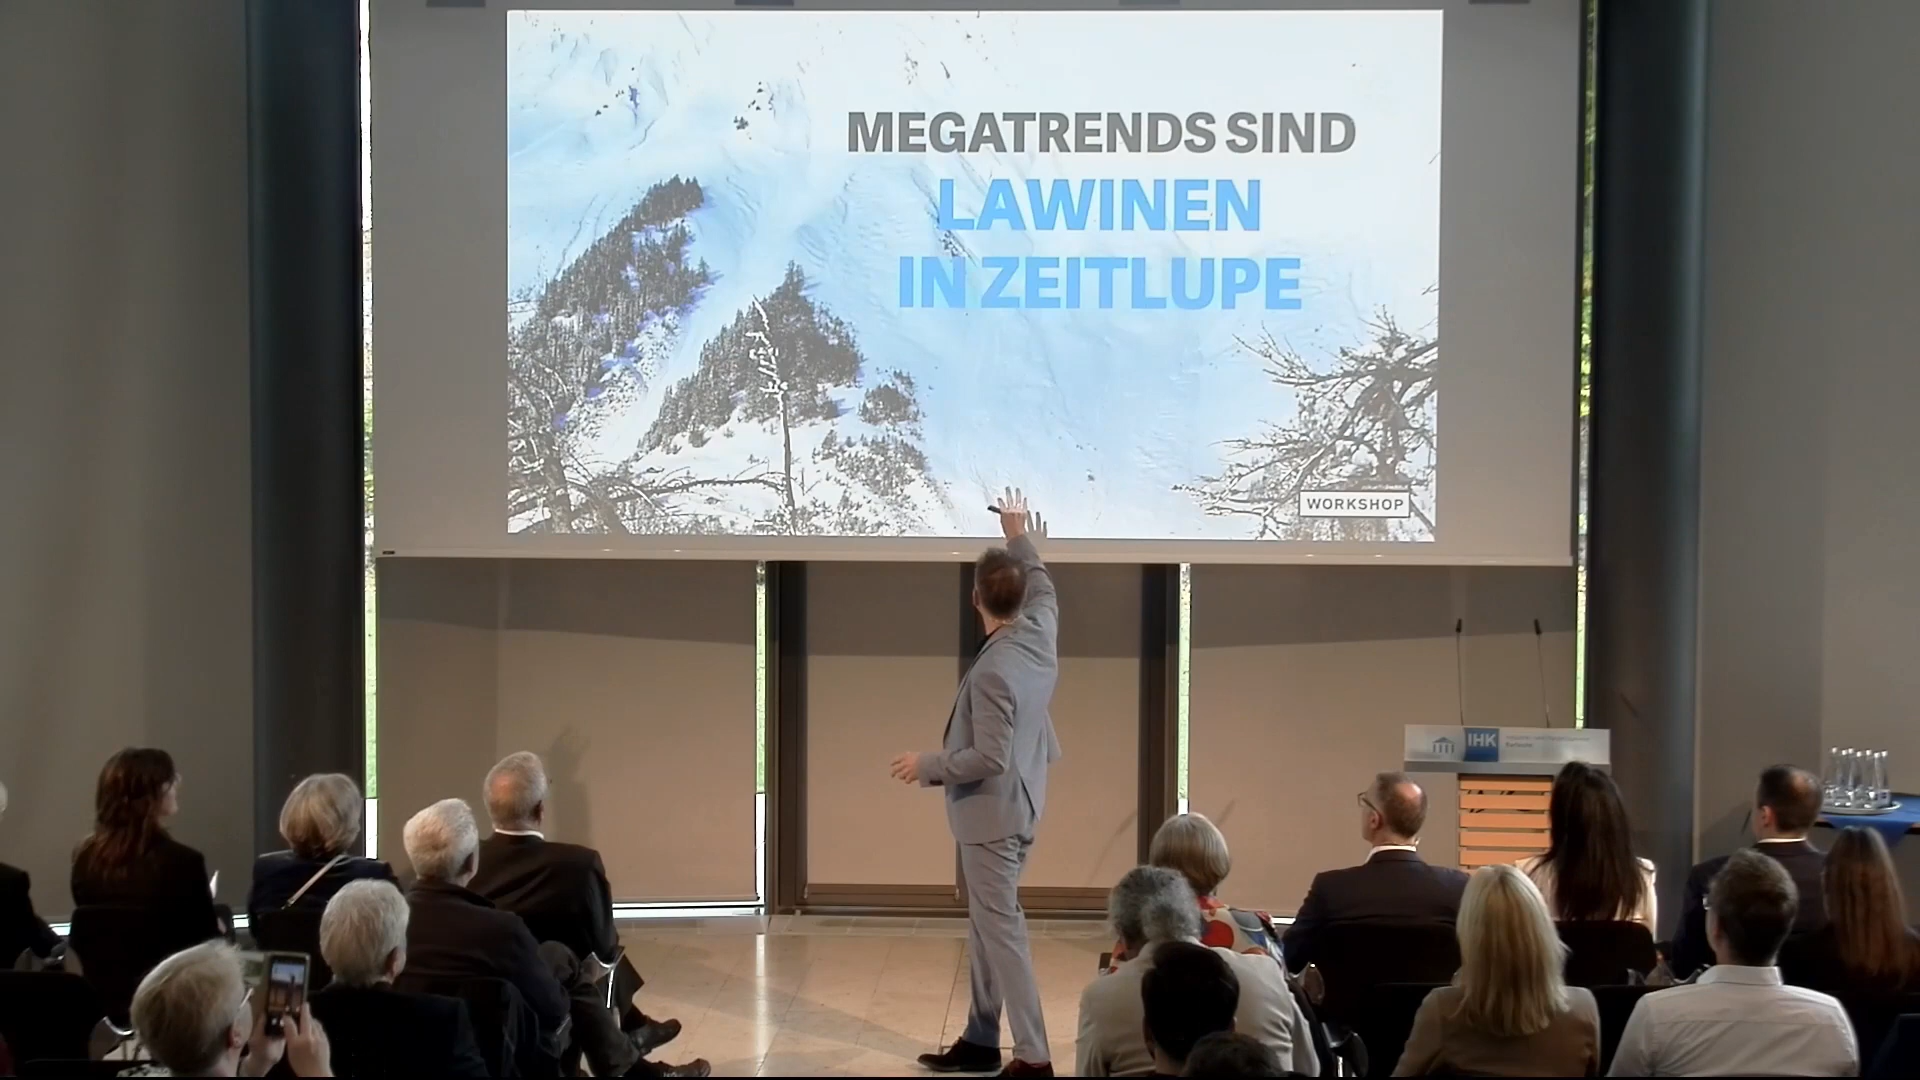 MEGATRENDS SIND
LAWINEN
IN ZEITLUPE
WORKSHOP
IHK